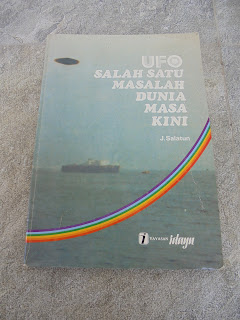 UFO
SALAH SATU
MASALAH
DUNIA
MASA
KINI
J. Salatun
YAYASAN idayu